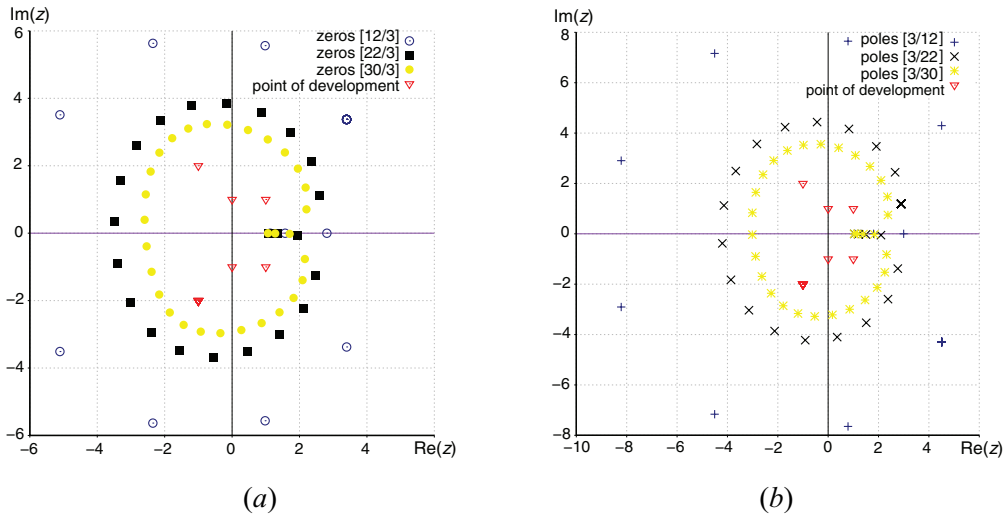 Im(z)
6
4
2
0
−2
−4
−6
−6
−4
−2
0
2
4
Re(z)
zeros [12/3]
zeros [22/3]
zeros [30/3]
point of development
(a)
Im(z)
8
6
4
2
0
−2
−4
−6
−8
−10
−8
−6
−4
−2
0
2
4
Re(z)
poles [3/12]
poles [3/22]
poles [3/30]
point of development
(b)